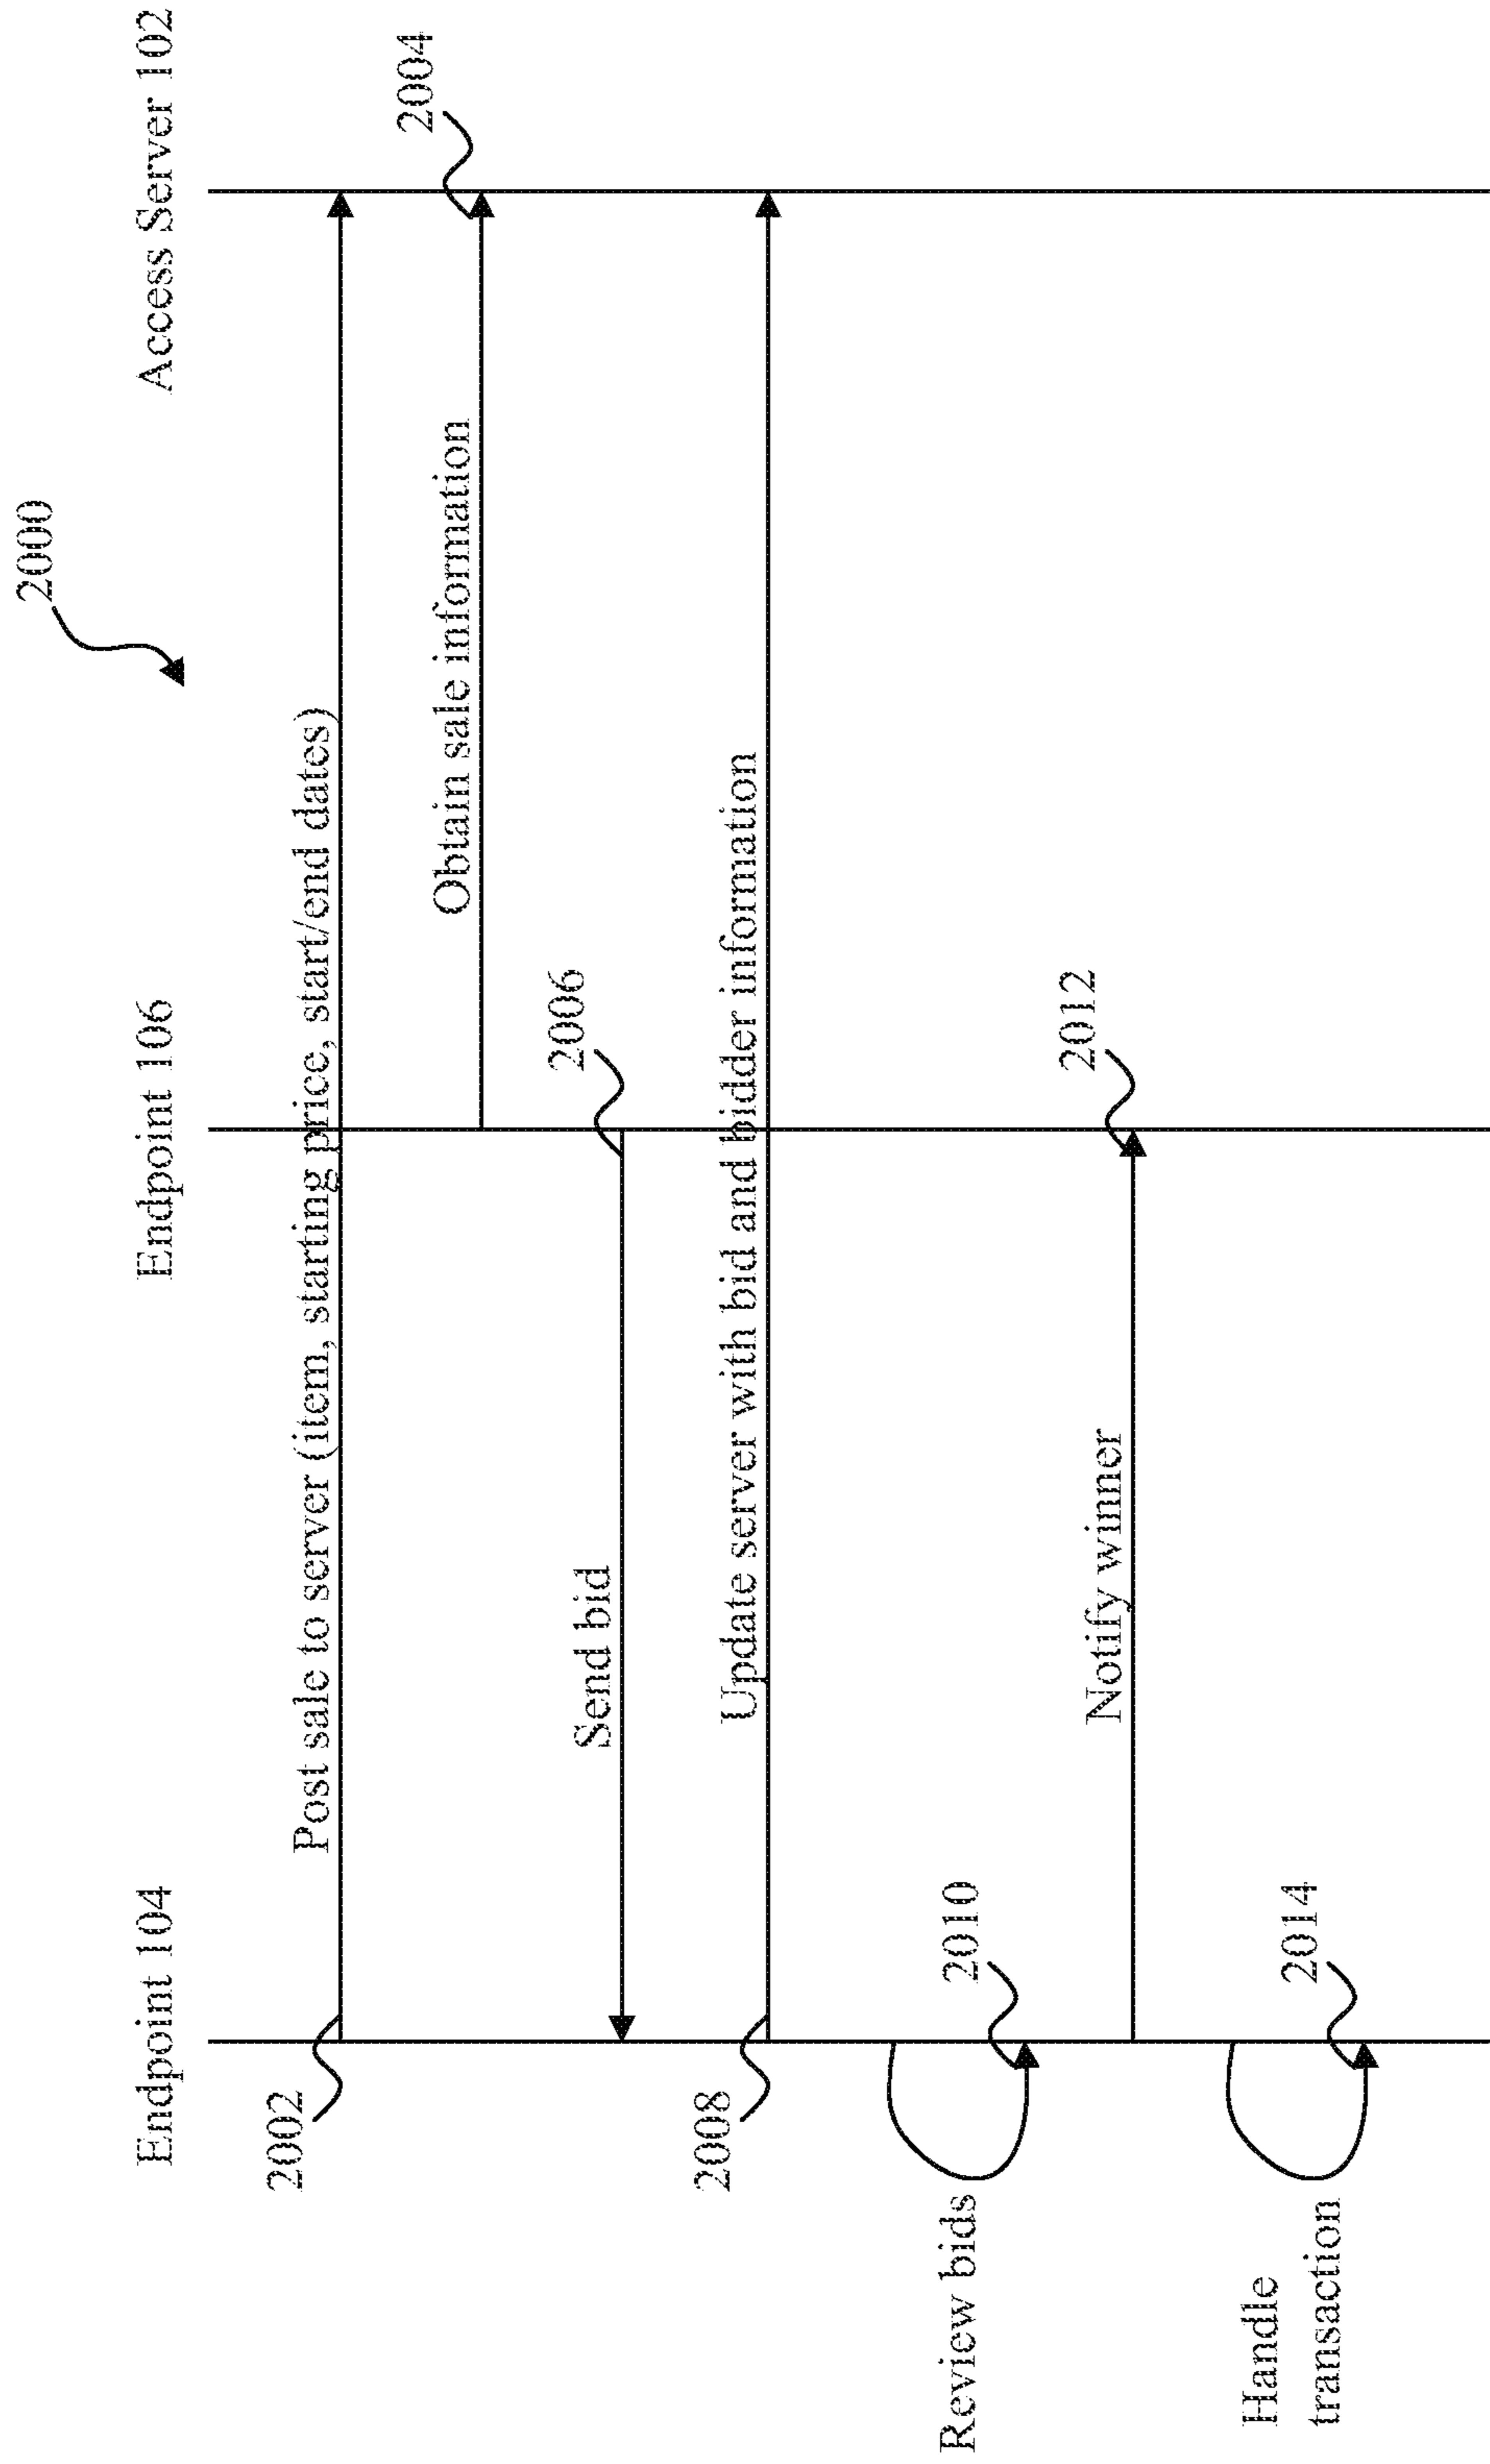 2000
Endpoint 104
Endpoint 106
Access Server 102
2002
Post sale to server (item, starting price, start/end dates)
2004
Obtain sale information
2006
Send bid
2008
Update server with bid and bidder information
2010
Review bids
2012
Notify winner
2014
Handle
transaction